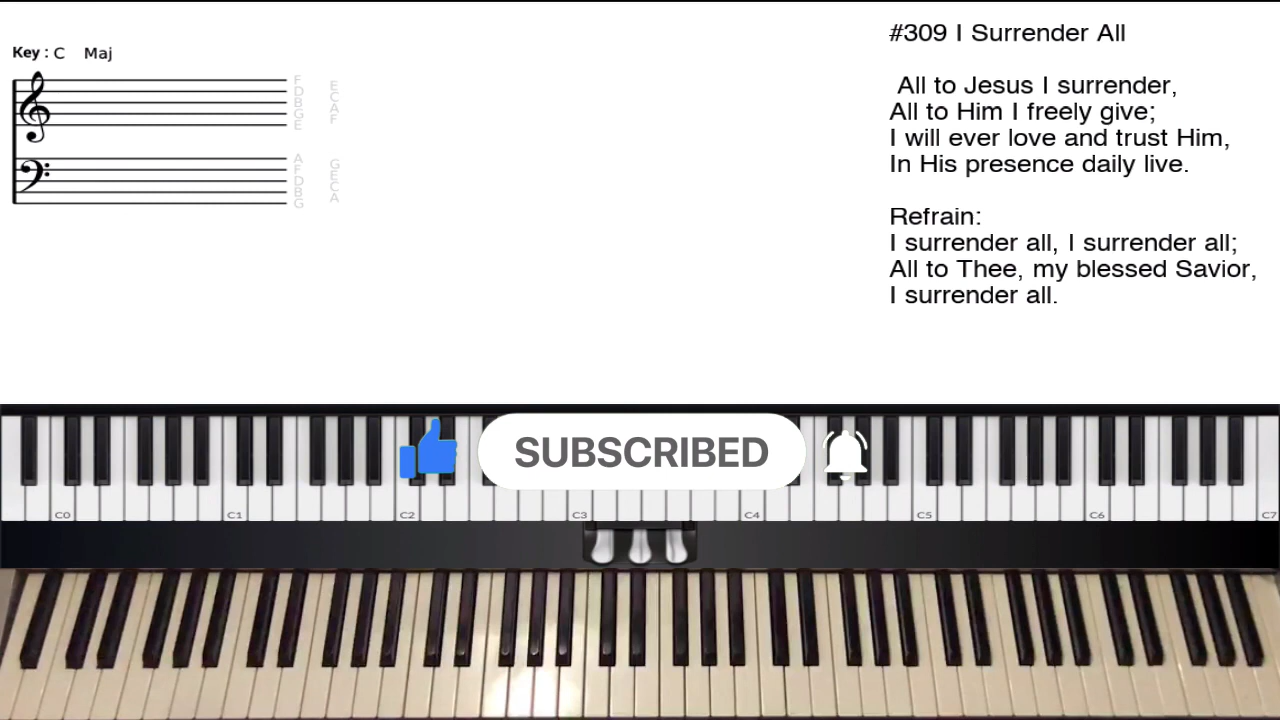 Key : C Maj
F
D
B
G
E
E
C
A
F
A
F
D
B
G
G
E
C
A
#309 I Surrender All
All to Jesus I surrender,
All to Him I freely give;
I will ever love and trust Him,
In His presence daily live.
Refrain:
I surrender all, I surrender all;
All to Thee, my blessed Savior,
I surrender all.
SUBSCRIBED
C0 C1 C2 C3 C4 C5 C6 C7